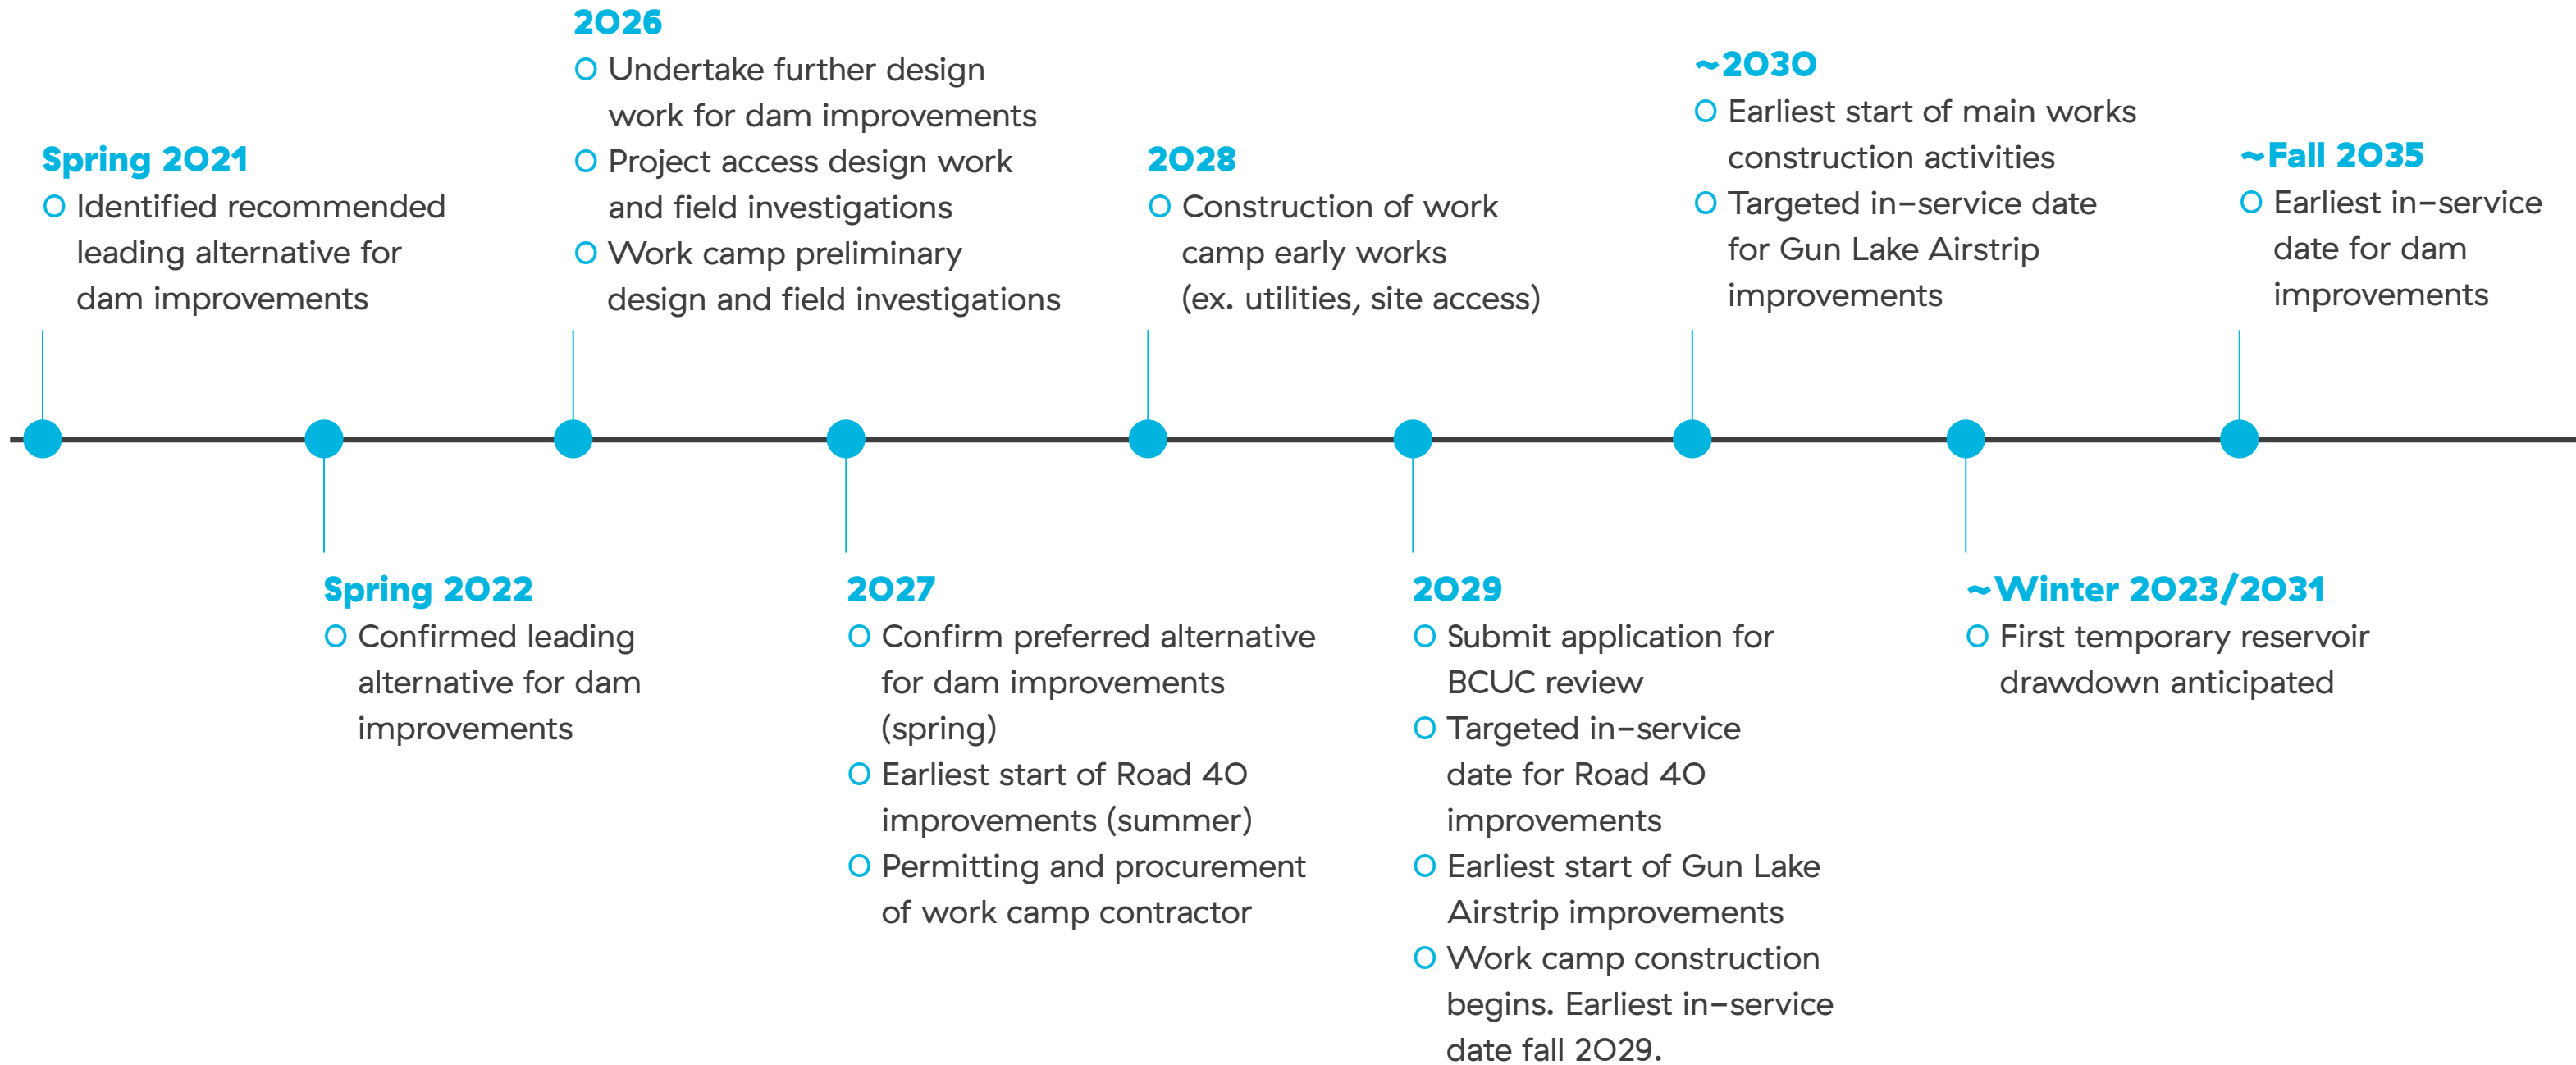 Spring 2021
Identified recommended
leading alternative for
dam improvements
Spring 2022
Confirmed leading
alternative for dam
improvements
2026
Undertake further design
work for dam improvements
Project access design work
and field investigations
Work camp preliminary
design and field investigations
2027
Confirm preferred alternative
for dam improvements
(spring)
Earliest start of Road 40
improvements (summer)
Permitting and procurement
of work camp contractor
2028
Construction of work
camp early works
(ex. utilities, site access)
2029
Submit application for
BCUC review
Targeted in-service
date for Road 40
improvements
Earliest start of Gun Lake
Airstrip improvements
Work camp construction
begins. Earliest in-service
date fall 2029.
~2030
Earliest start of main works
construction activities
Targeted in-service date
for Gun Lake Airstrip
improvements
~Winter 2023/2031
First temporary reservoir
drawdown anticipated
~Fall 2035
Earliest in-service
date for dam
improvements